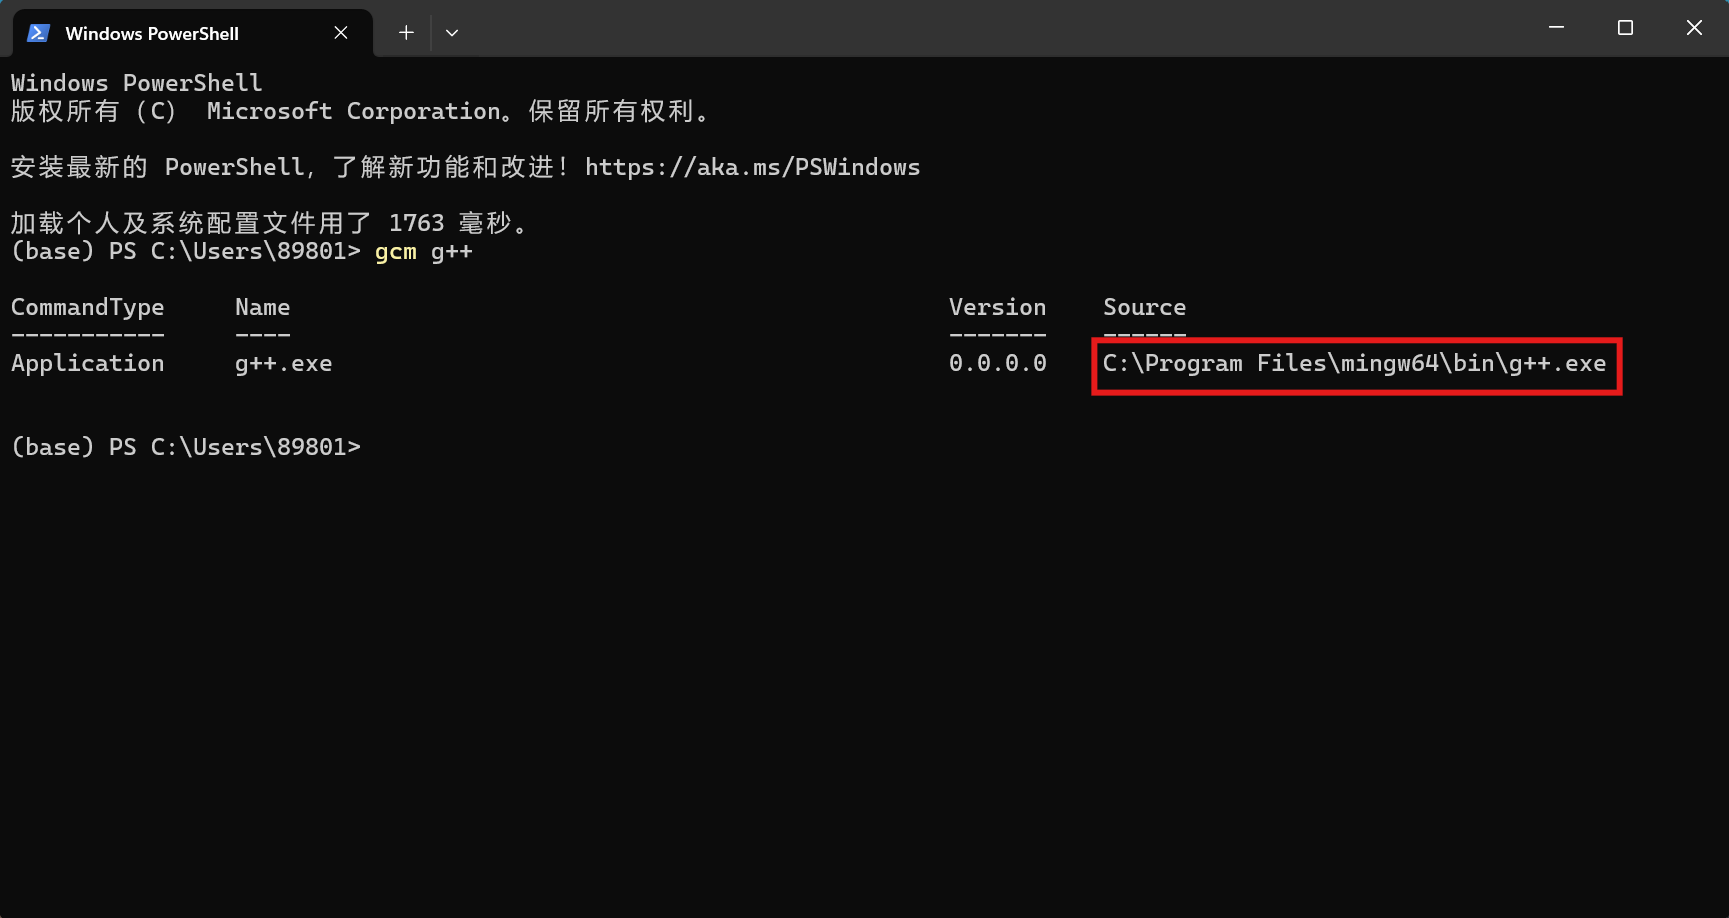 Windows PowerShell
Windows PowerShell
版权所有（C） Microsoft Corporation。保留所有权利。
安装最新的 PowerShell，了解新功能和改进！https://aka.ms/PSWindows
加载个人及系统配置文件用了 1763 毫秒。
(base) PS C:\Users\89801> gcm g++
CommandType     Name                                               Version    Source
-----------     ----                                               -------    ------
Application     g++.exe                                            0.0.0.0    C:\Program Files\mingw64\bin\g++.exe
(base) PS C:\Users\89801>